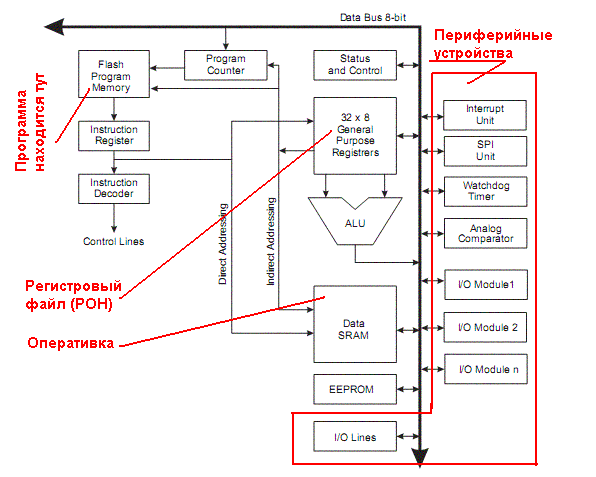 Data Bus 8-bit
Периферийные
устройства
Программа
находится тут
Flash
Program
Memory
Program
Counter
Status
and Control
Instruction
Register
32 x 8
General
Purpose
Registrers
Interrupt
Unit
SPI
Unit
Instruction
Decoder
Watchdog
Timer
Control Lines
Direct Addressing
Indirect Addressing
ALU
Analog
Comparator
Регистровый
файл (РОН)
I/O Module1
Оперативка
Data
SRAM
I/O Module 2
I/O Module n
EEPROM
I/O Lines